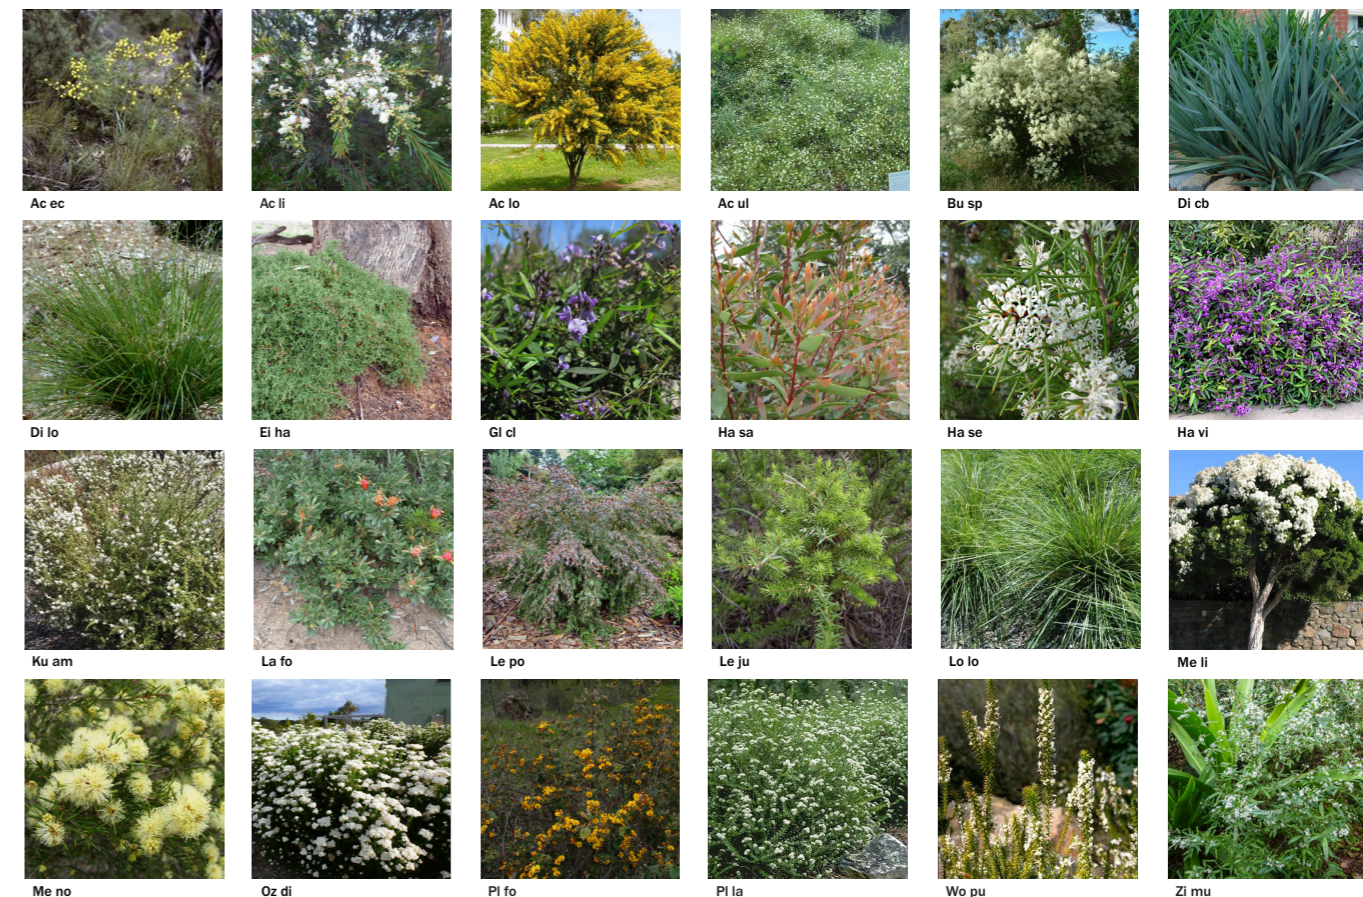 Ac ec
Ac li
Ac lo
Ac ul
Bu sp
Di cb
Di lo
Ei ha
Gl cl
Ha sa
Ha se
Ha vi
Ku am
La fo
Le po
Le ju
Lo lo
Me li
Me no
Oz di
Pl fo
Pl la
Wo pu
Zi mu